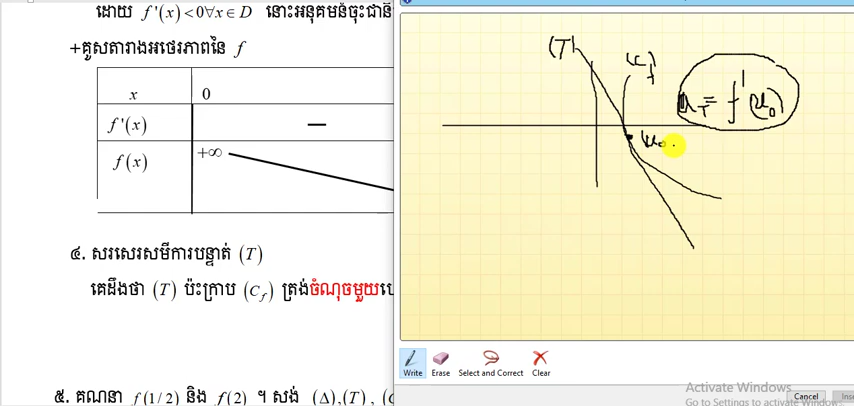 ដោយ f'(x) < 0∀x ∈ D នោះអនុគមន៍ចុះជានិ
+គូសតារាងអថេរភាពនៃ f
x 0
f'(x) −
f(x) +∞
៤. សរសេរសមីការបន្ទាត់ (T)
គេដឹងថា (T) ប៉ះក្រាប (C_f) ត្រង់ចំណុចមួយ
៥. គណនា f(1/2) និង f(2) ។ សង់ (Δ),(T),
(T) (C_f)
= f'(x₀)
x₀
Write Erase Select and Correct Clear
Activate Windows
Go to Settings to activate Windows
Cancel